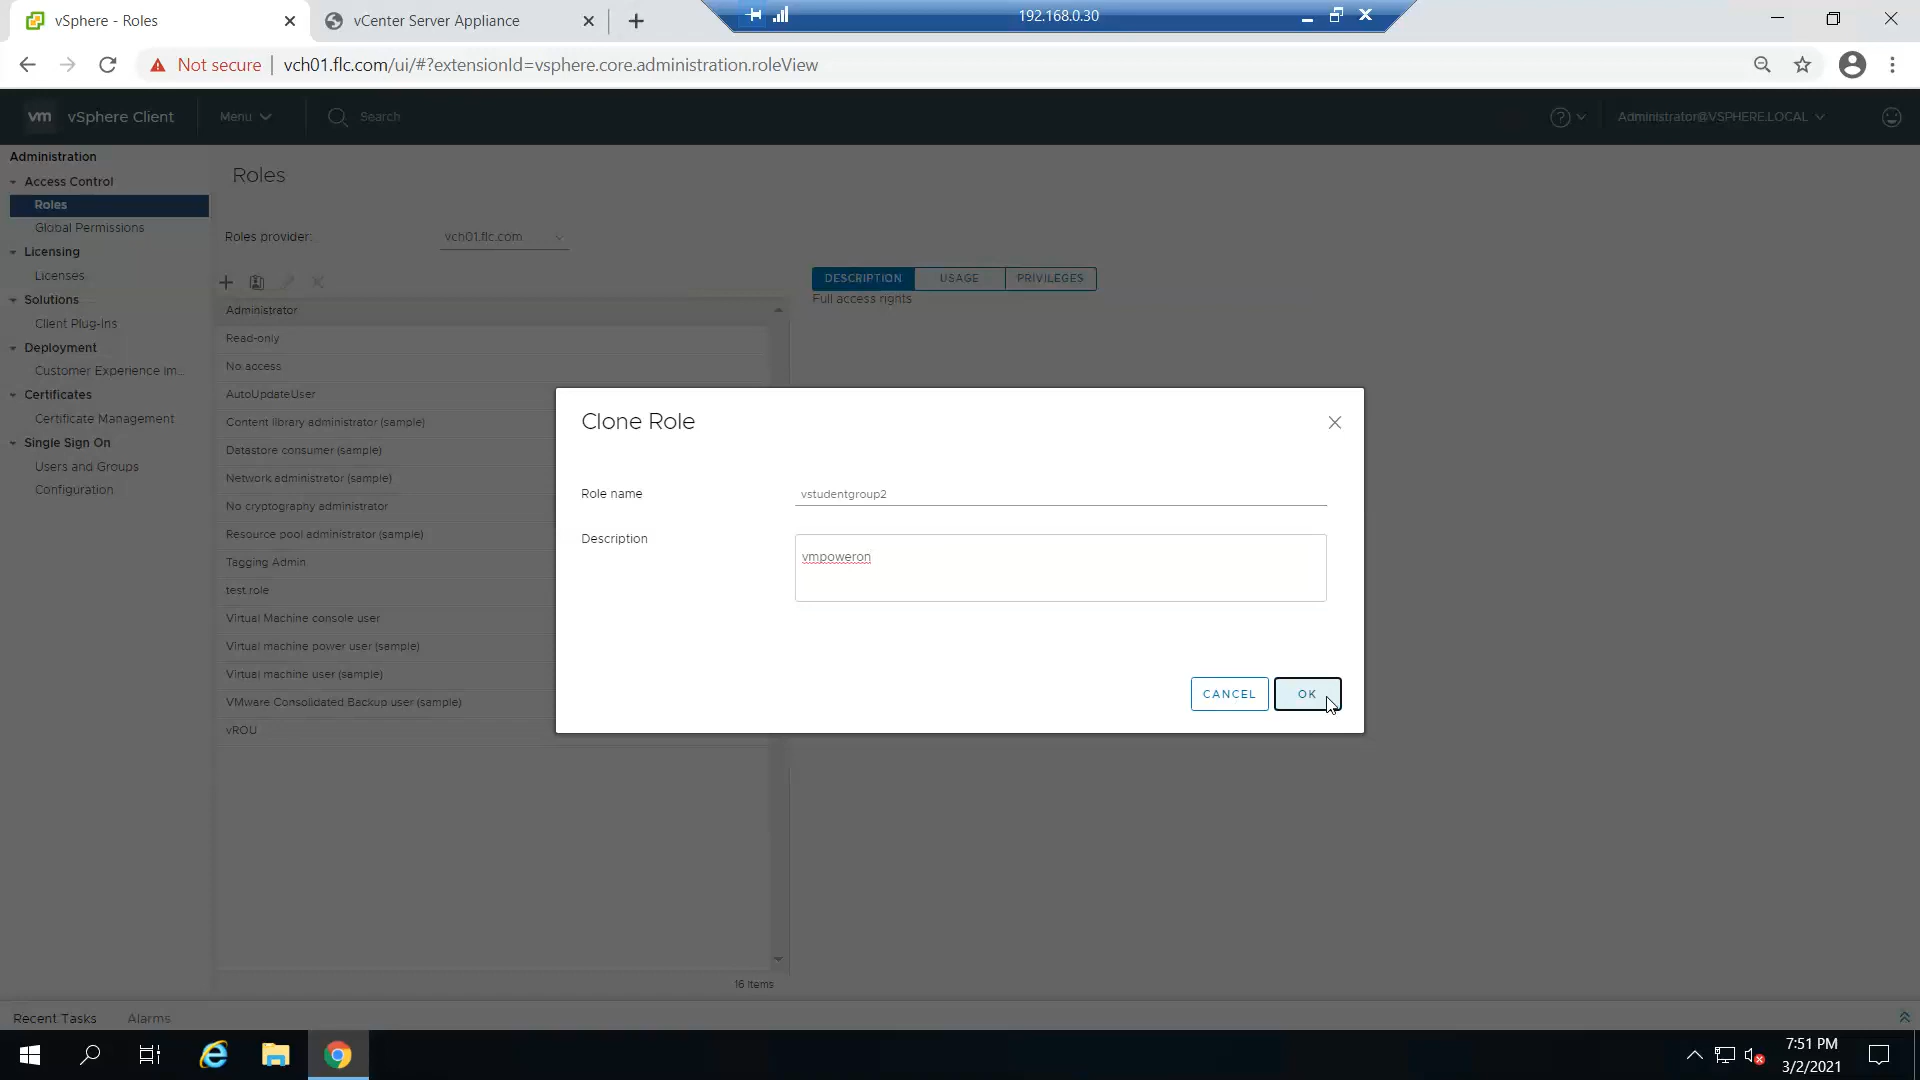 vSphere - Roles
vCenter Server Appliance
192.168.0.30
Not secure
vch01.flc.com/ui/#?extensionId=vsphere.core.administration.roleView
vm
vSphere Client
Menu
Search
Administrator@VSPHERE.LOCAL
Administration
Access Control
Roles
Global Permissions
Licensing
Licenses
Solutions
Client Plug-Ins
Deployment
Customer Experience Im...
Certificates
Certificate Management
Single Sign On
Users and Groups
Configuration
Roles
Roles provider:
vch01.flc.com
DESCRIPTION
USAGE
PRIVILEGES
Full access rights
Administrator
Read-only
No access
AutoUpdateUser
Content library administrator (sample)
Datastore consumer (sample)
Network administrator (sample)
No cryptography administrator
Resource pool administrator (sample)
Tagging Admin
test.role
Virtual Machine console user
Virtual machine power user (sample)
Virtual machine user (sample)
VMware Consolidated Backup user (sample)
vROU
16 items
Clone Role
Role name
vstudentgroup2
Description
vmpoweron
CANCEL
OK
Recent Tasks
Alarms
7:51 PM
3/2/2021